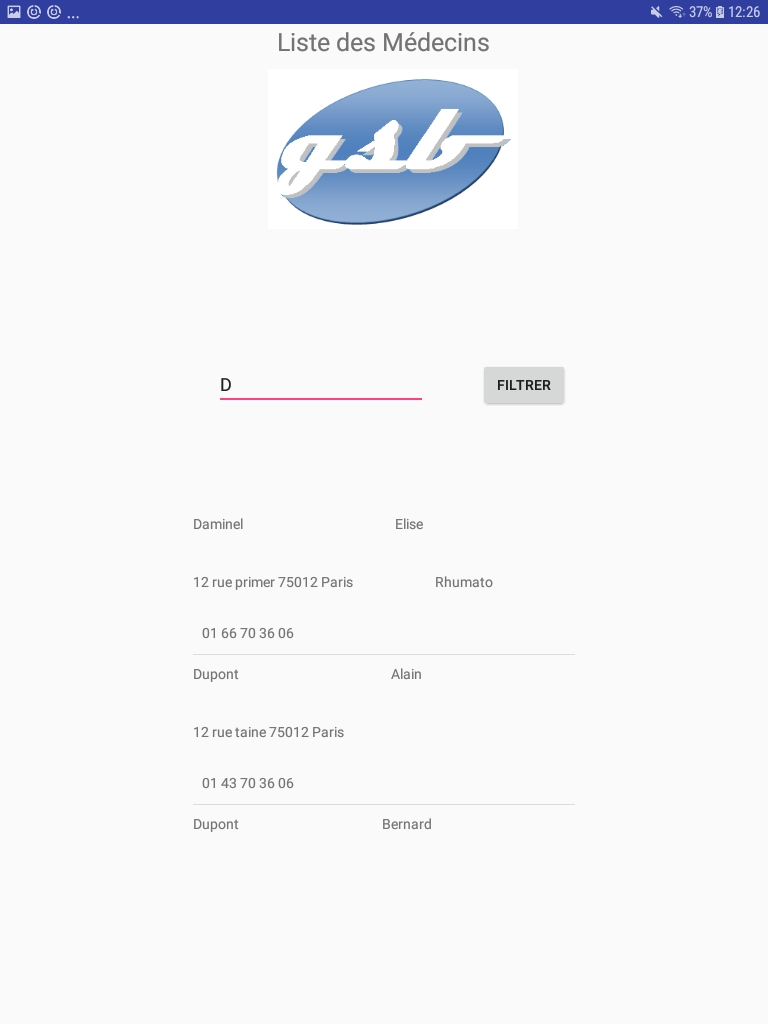 ... 37% 12:26
Liste des Médecins
gsb
D FILTRER
Daminel Elise
12 rue primer 75012 Paris Rhumato
01 66 70 36 06
Dupont Alain
12 rue taine 75012 Paris
01 43 70 36 06
Dupont Bernard